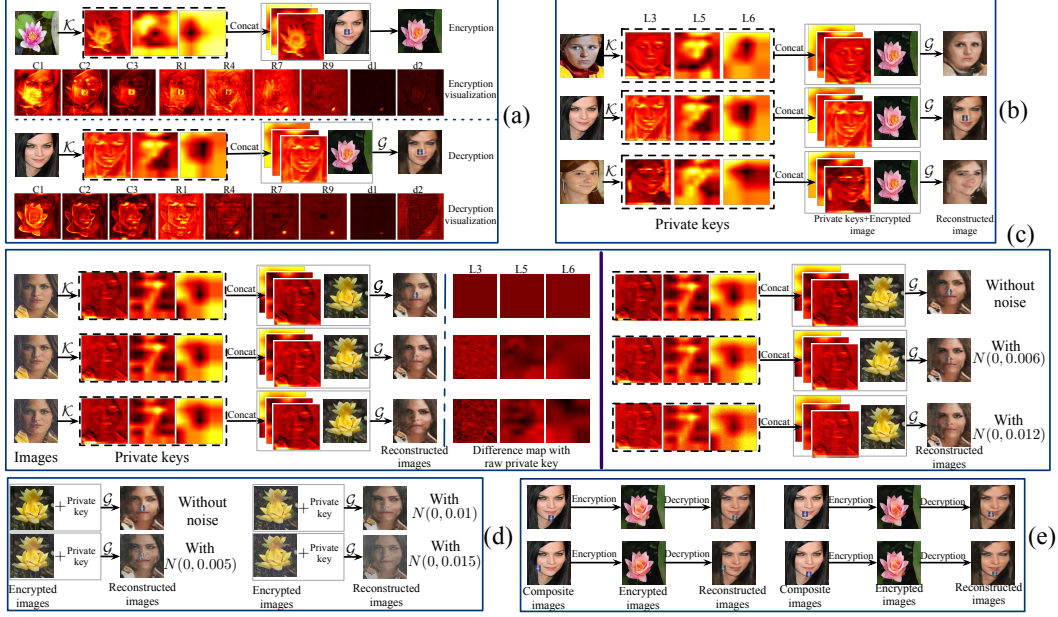 K
Concat
Encryption
C1 C2 C3 R1 R4 R7 R9 d1 d2
Encryption
visualization
K
Concat
G
Decryption
C1 C2 C3 R1 R4 R7 R9 d1 d2
Decryption
visualization
(a)
L3 L5 L6
K
Concat
G
K
Concat
G
K
Concat
G
Private keys
Private keys+Encrypted
image
Reconstructed
image
(b)
(c)
L3 L5 L6
K
Concat
G
K
Concat
G
K
Concat
G
Images
Private keys
Reconstructed
images
Difference map with
raw private key
Concat
G
Without
noise
Concat
G
With
N(0, 0.006)
Concat
G
With
N(0, 0.012)
Reconstructed
images
+ Private
key
G
Without
noise
+ Private
key
G
With
N(0, 0.01)
+ Private
key
G
With
N(0, 0.005)
+ Private
key
G
With
N(0, 0.015)
Encrypted
images
Reconstructed
images
Encrypted
images
Reconstructed
images
(d)
Encryption Decryption Encryption Decryption
Encryption Decryption Encryption Decryption
Composite
images
Encrypted
images
Reconstructed
images
Composite
images
Encrypted
images
Reconstructed
images
(e)